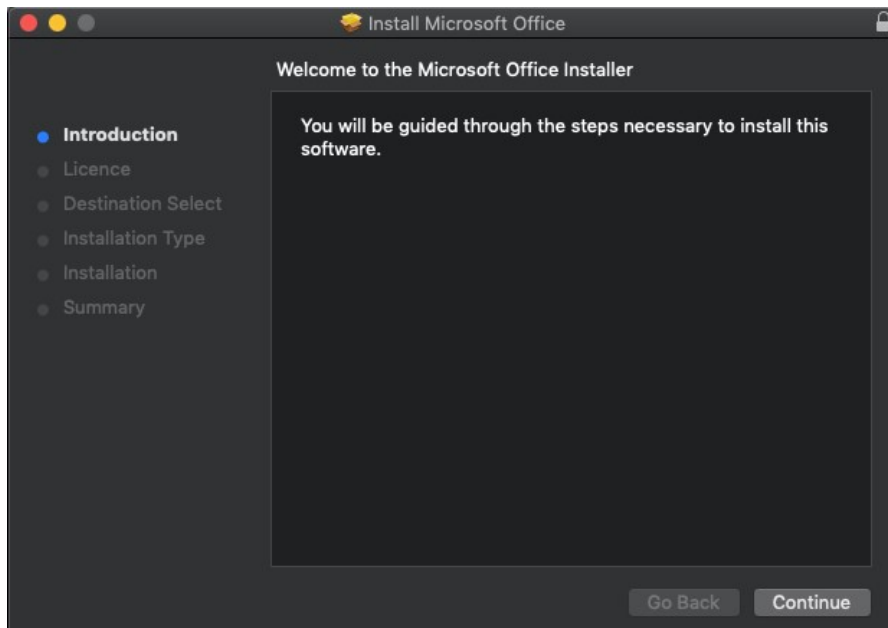 Install Microsoft Office
Welcome to the Microsoft Office Installer
Introduction
Licence
Destination Select
Installation Type
Installation
Summary
You will be guided through the steps necessary to install this
software.
Go Back
Continue